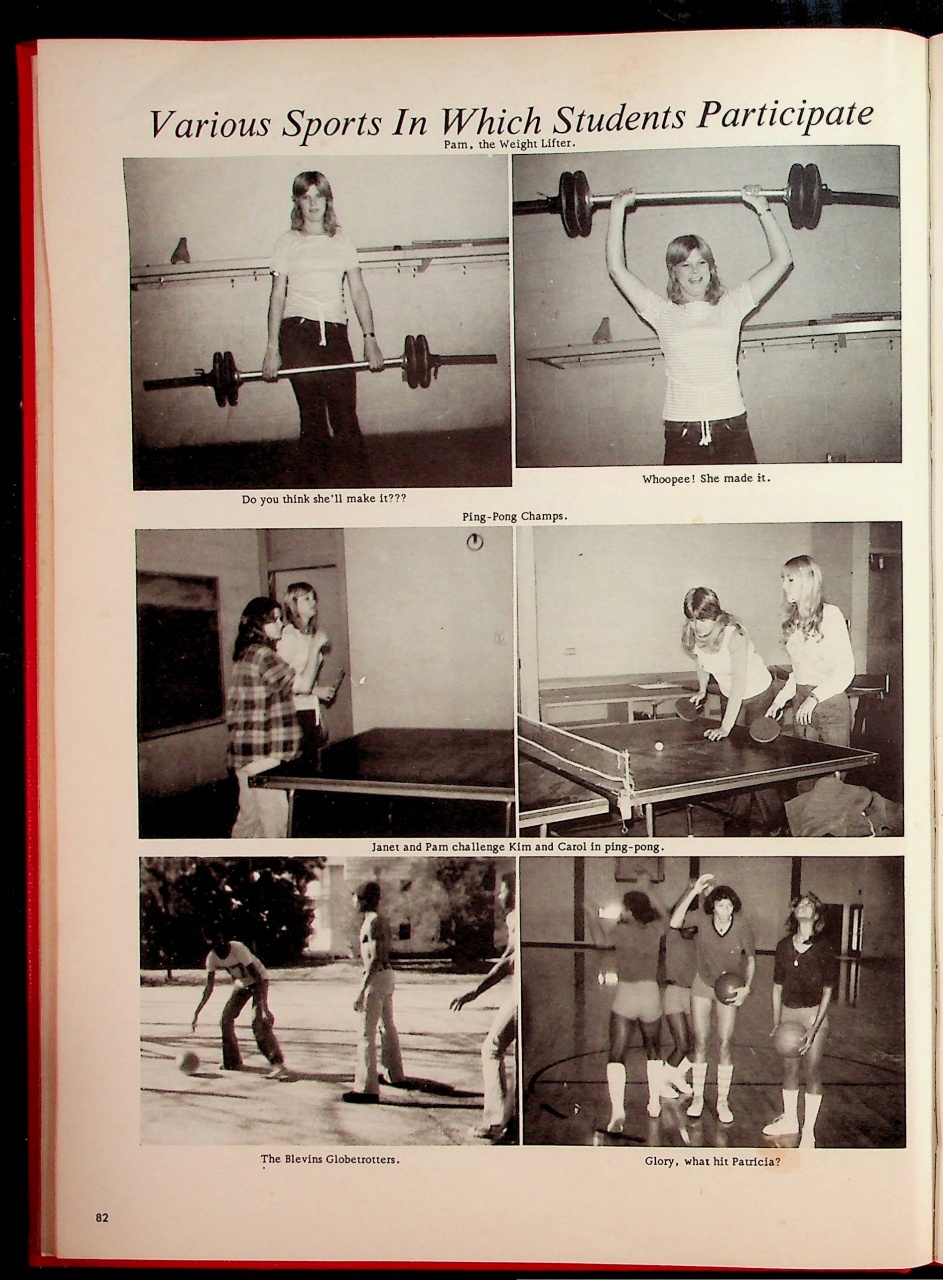 Various Sports In Which Students Participate
Pam, the Weight Lifter.
Do you think she'll make it???
Whoopee! She made it.
Ping-Pong Champs.
Janet and Pam challenge Kim and Carol in ping-pong.
The Blevins Globetrotters.
Glory, what hit Patricia?
82